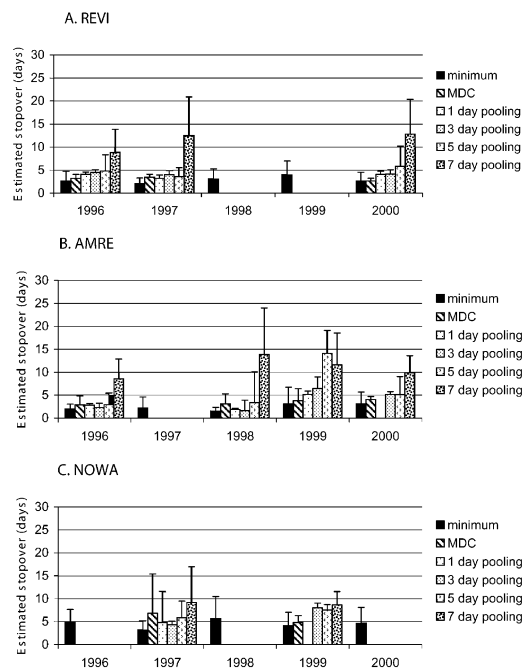 A. REVI
Estimated stopover (days)
30
25
20
15
10
5
0
1996 1997 1998 1999 2000
minimum
MDC
1 day pooling
3 day pooling
5 day pooling
7 day pooling
B. AMRE
Estimated stopover (days)
30
25
20
15
10
5
0
1996 1997 1998 1999 2000
minimum
MDC
1 day pooling
3 day pooling
5 day pooling
7 day pooling
C. NOWA
Estimated stopover (days)
30
25
20
15
10
5
0
1996 1997 1998 1999 2000
minimum
MDC
1 day pooling
3 day pooling
5 day pooling
7 day pooling